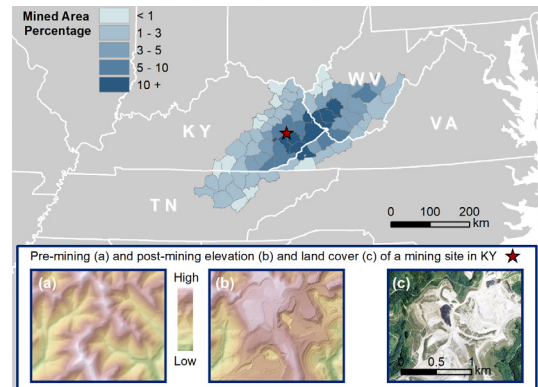 Mined Area
Percentage
< 1
1 - 3
3 - 5
5 - 10
10 +
WV
KY
VA
TN
0 100 200
km
Pre-mining (a) and post-mining elevation (b) and land cover (c) of a mining site in KY
(a)
High
Low
(b)
(c)
0 0.5 1
km